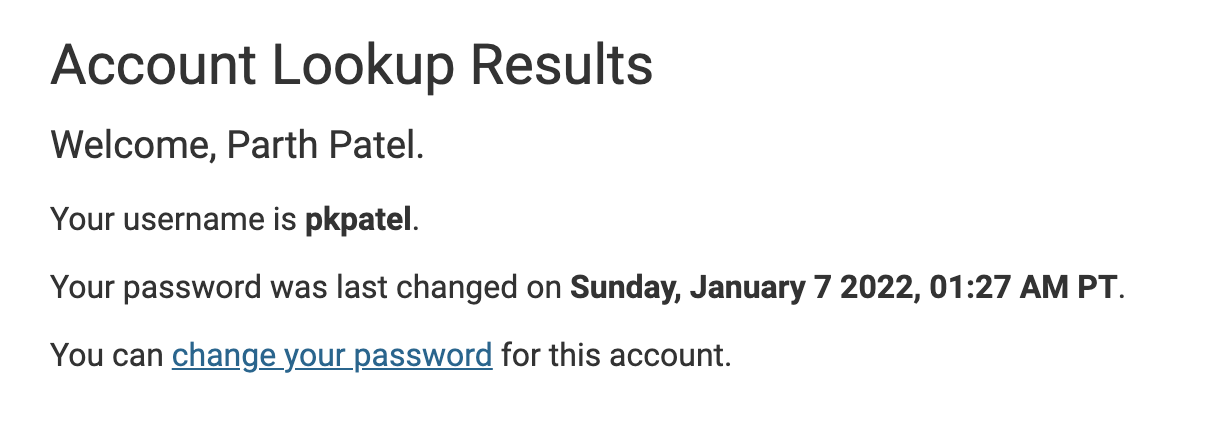 Account Lookup Results
Welcome, Parth Patel.
Your username is pkpatel.
Your password was last changed on Sunday, January 7 2022, 01:27 AM PT.
You can change your password for this account.